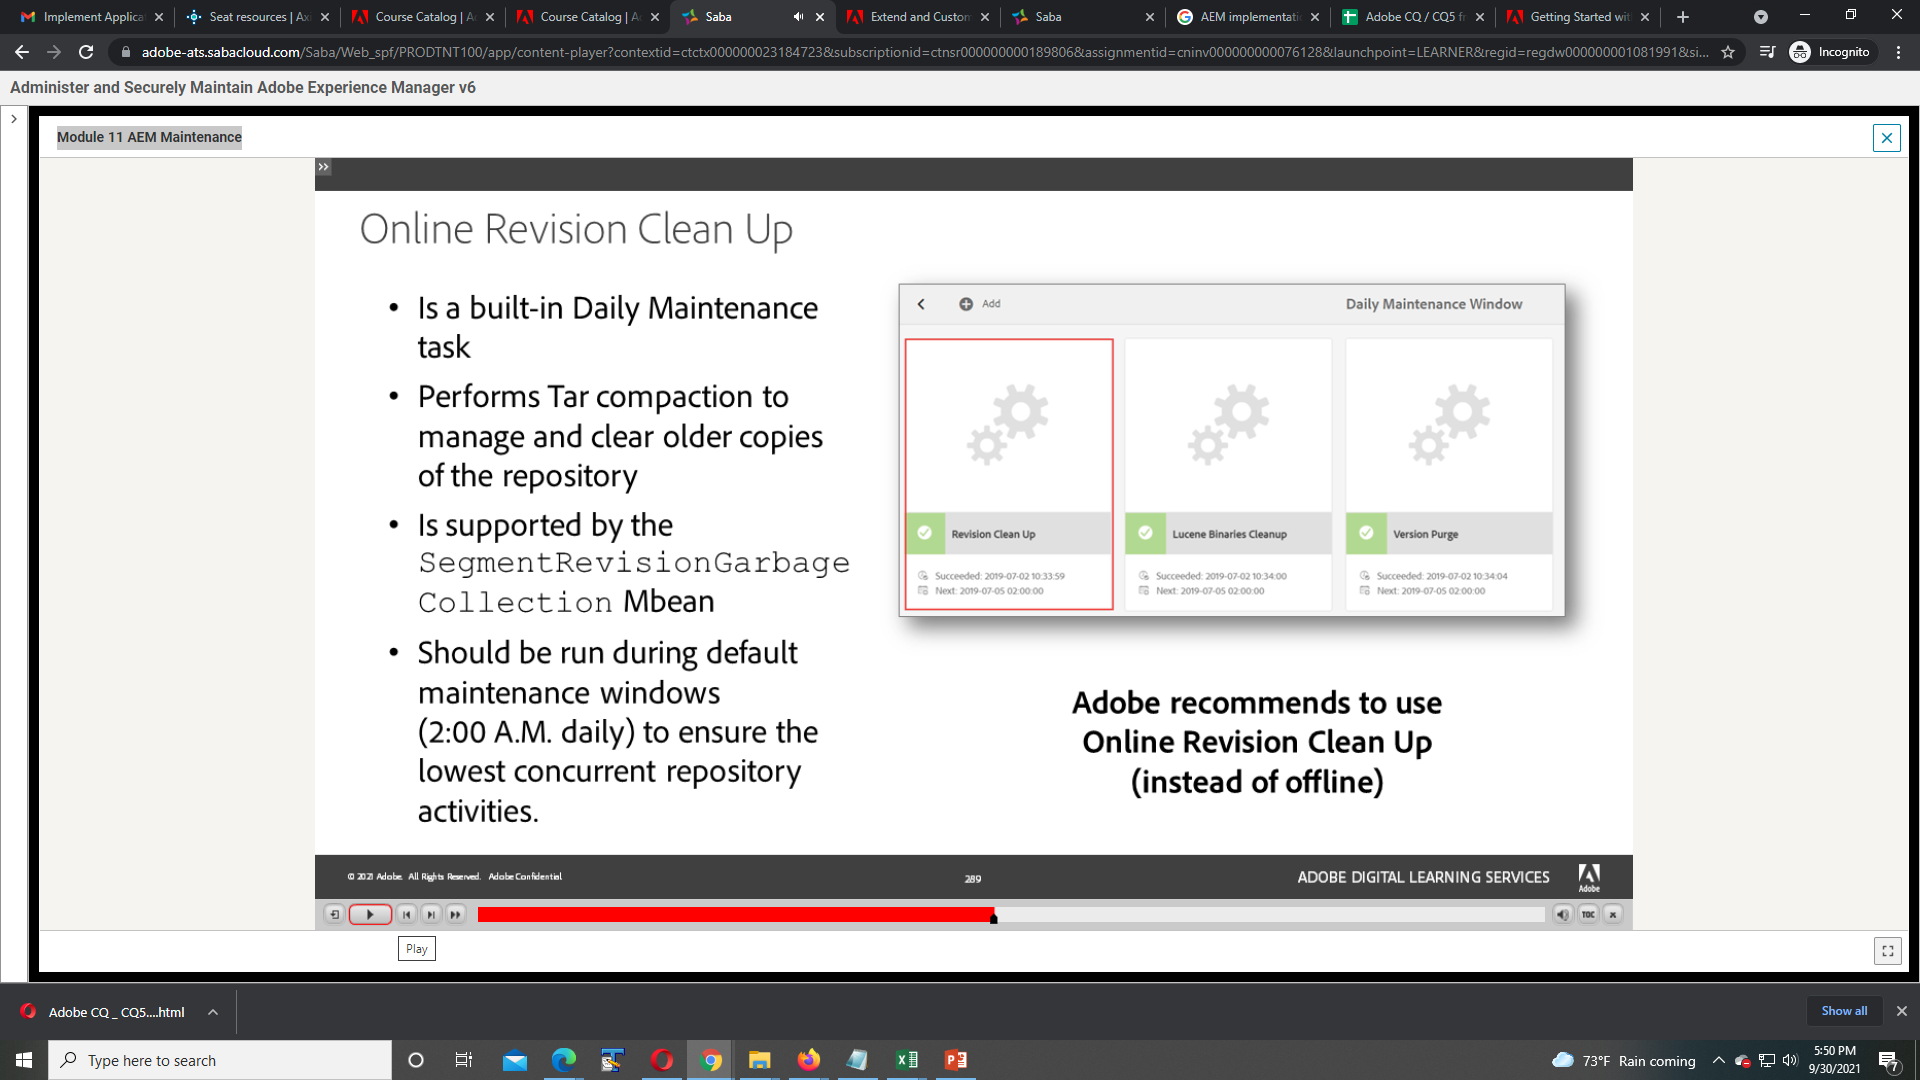 Implement Applica
Seat resources | Ax
Course Catalog | A
Course Catalog | A
Saba
Extend and Custom
Saba
AEM implementati
Adobe CQ / CQ5 f
Getting Started wit
adobe-ats.sabacloud.com/Saba/Web_spf/PRODTNT100/app/content-player?contextid=ctctx000000023184723&subscriptionid=ctnsr000000000189806&assignmentid=cninv000000000076128&launchpoint=LEARNER&regid=regdw000000001081991&si...
Incognito
Administer and Securely Maintain Adobe Experience Manager v6
Module 11 AEM Maintenance
Online Revision Clean Up
• Is a built-in Daily Maintenance
task
• Performs Tar compaction to
manage and clear older copies
of the repository
• Is supported by the
SegmentRevisionGarbage
Collection Mbean
• Should be run during default
maintenance windows
(2:00 A.M. daily) to ensure the
lowest concurrent repository
activities.
Add
Daily Maintenance Window
Revision Clean Up
Succeeded: 2019-07-02 10:33:59
Next: 2019-07-05 02:00:00
Lucene Binaries Cleanup
Succeeded: 2019-07-02 10:34:00
Next: 2019-07-05 02:00:00
Version Purge
Succeeded: 2019-07-02 10:34:04
Next: 2019-07-05 02:00:00
Adobe recommends to use
Online Revision Clean Up
(instead of offline)
© 2021 Adobe. All Rights Reserved. Adobe Confidential
289
ADOBE DIGITAL LEARNING SERVICES
Adobe
TOC
Play
Adobe CQ _ CQ5....html
Show all
Type here to search
73°F Rain coming
5:50 PM
9/30/2021
7